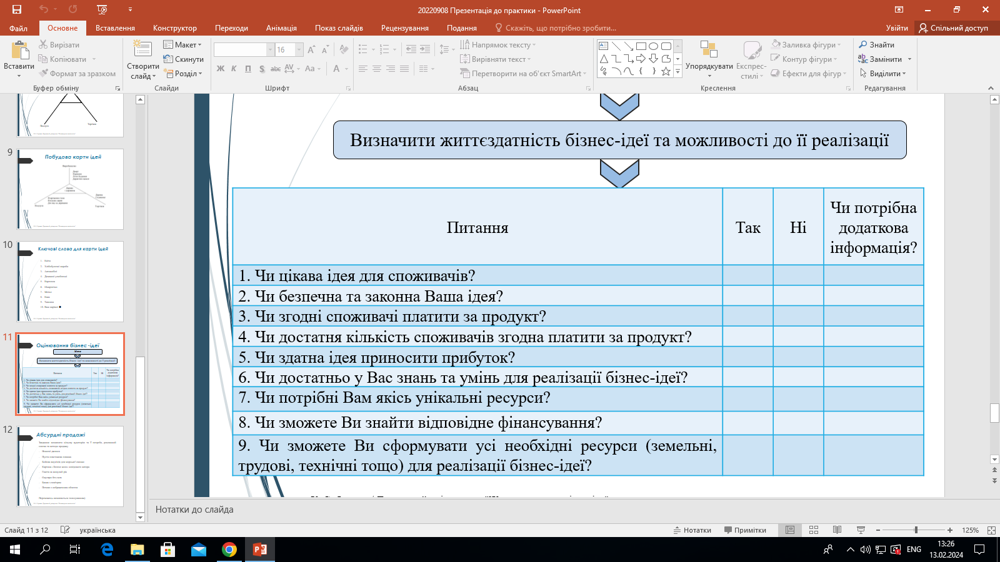 20220908 Презентація до практики - PowerPoint
Файл Основне Вставлення Конструктор Переходи Анімація Показ слайдів Рецензування Подання Скажіть, що потрібно зробити... Увійти Спільний доступ
Вставити
Вирізати
Копіювати
Формат за зразком
Буфер обміну
Створити слайд
Макет
Скинути
Розділ
Слайди
16
Ж К П S abc AV Aa A
Шрифт
Напрямок тексту
Вирівняти текст
Перетворити на об'єкт SmartArt
Абзац
Упорядкувати
Експрес-стилі
Заливка фігури
Контур фігури
Ефекти для фігур
Креслення
Знайти
Замінити
Виділити
Редагування
Послуги Торгівля
9
Побудова карти ідей
10
Ключові слова для карти ідей
11
Оцінювання бізнес-ідеї
12
Абсурдні продажі
Визначити життєздатність бізнес-ідеї та можливості до її реалізації
Питання Так Ні Чи потрібна додаткова інформація?
1. Чи цікава ідея для споживачів?
2. Чи безпечна та законна Ваша ідея?
3. Чи згодні споживачі платити за продукт?
4. Чи достатня кількість споживачів згодна платити за продукт?
5. Чи здатна ідея приносити прибуток?
6. Чи достатньо у Вас знань та умінь для реалізації бізнес-ідеї?
7. Чи потрібні Вам якісь унікальні ресурси?
8. Чи зможете Ви знайти відповідне фінансування?
9. Чи зможете Ви сформувати усі необхідні ресурси (земельні,
трудові, технічні тощо) для реалізації бізнес-ідеї?
Нотатки до слайда
Слайд 11 з 12 українська Нотатки Примітки 125%
ENG
13:26
13.02.2024